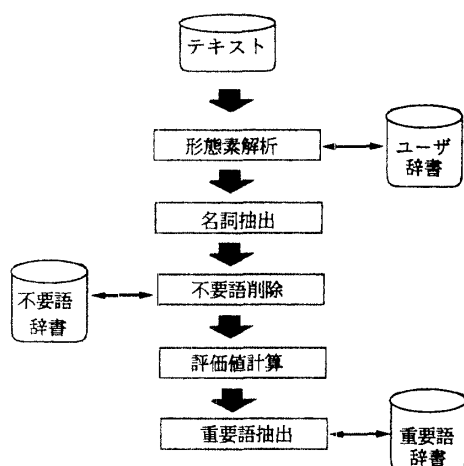 テキスト
形態素解析
ユーザ
辞書
名詞抽出
不要語削除
不要語
辞書
評価値計算
重要語抽出
重要語
辞書